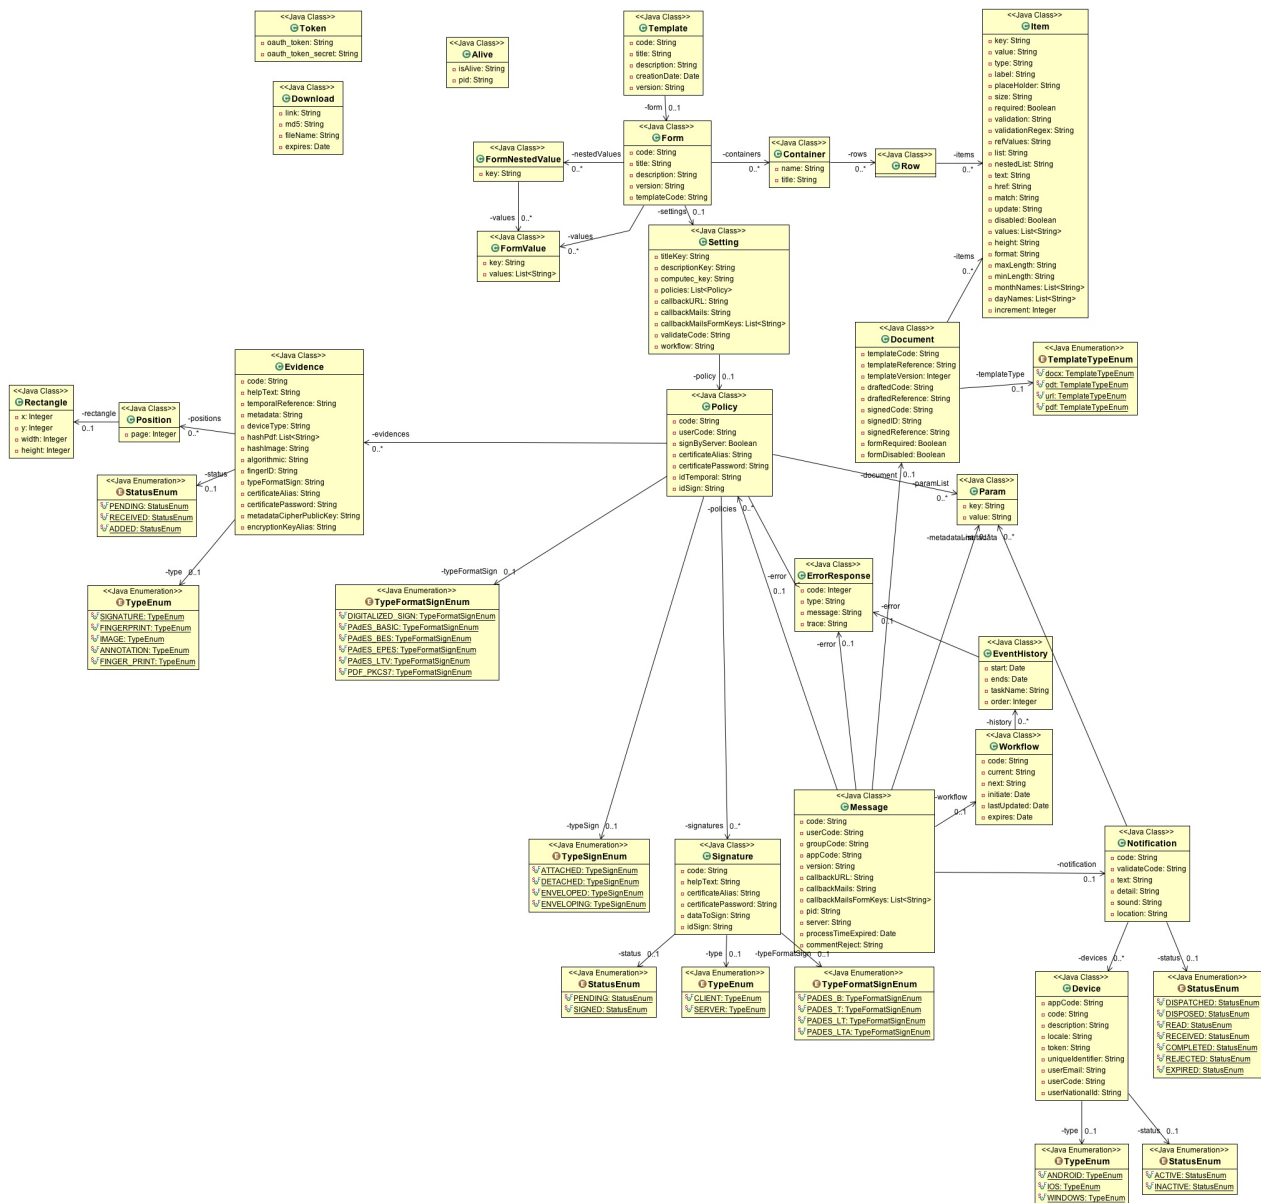 <<Java Class>>
Token
oauth_token: String
oauth_token_secret: String
<<Java Class>>
Alive
isAlive: String
pid: String
<<Java Class>>
Template
code: String
title: String
description: String
creationDate: Date
version: String
-form 0..1
<<Java Class>>
Item
key: String
value: String
type: String
label: String
placeHolder: String
size: String
required: Boolean
validation: String
validationRegex: String
refValues: String
list: String
nestedList: String
text: String
href: String
match: String
update: String
disabled: Boolean
values: List<String>
height: String
format: String
maxLength: String
minLength: String
monthNames: List<String>
dayNames: List<String>
increment: Integer
<<Java Class>>
Download
link: String
md5: String
fileName: String
expires: Date
<<Java Class>>
FormNestedValue
key: String
-nestedValues
0..*
<<Java Class>>
Form
code: String
title: String
description: String
version: String
templateCode: String
-containers
0..*
<<Java Class>>
Container
name: String
title: String
-rows
0..*
<<Java Class>>
Row
-items
0..*
-values 0..*
-values
0..*
-settings 0..1
<<Java Class>>
FormValue
key: String
values: List<String>
<<Java Class>>
Setting
titleKey: String
descriptionKey: String
computec_key: String
policies: List<Policy>
callbackURL: String
callbackMails: String
callbackMailsFormKeys: List<String>
validateCode: String
workflow: String
-items
0..*
<<Java Class>>
Document
templateCode: String
templateReference: String
templateVersion: Integer
draftedCode: String
draftedReference: String
signedCode: String
signedID: String
signedReference: String
formRequired: Boolean
formDisabled: Boolean
-templateType
0..1
<<Java Enumeration>>
TemplateTypeEnum
docx: TemplateTypeEnum
odt: TemplateTypeEnum
url: TemplateTypeEnum
pdf: TemplateTypeEnum
<<Java Class>>
Rectangle
x: Integer
y: Integer
width: Integer
height: Integer
-rectangle
0..1
<<Java Class>>
Position
page: Integer
-positions
0..*
<<Java Class>>
Evidence
code: String
helpText: String
temporalReference: String
metadata: String
deviceType: String
hashPdf: List<String>
hashImage: String
algorithmic: String
fingerID: String
typeFormatSign: String
certificateAlias: String
certificatePassword: String
metadataCipherPublicKey: String
encryptionKeyAlias: String
-evidences
0..*
-policy 0..1
<<Java Class>>
Policy
code: String
userCode: String
signByServer: Boolean
certificateAlias: String
certificatePassword: String
idTemporal: String
idSign: String
-status
0..1
<<Java Enumeration>>
StatusEnum
PENDING: StatusEnum
RECEIVED: StatusEnum
ADDED: StatusEnum
-document 0..1
-paramList
0..*
<<Java Class>>
Param
key: String
value: String
-policies 0..*
-metadata
0..*
-type 0..1
<<Java Enumeration>>
TypeEnum
SIGNATURE: TypeEnum
FINGERPRINT: TypeEnum
IMAGE: TypeEnum
ANNOTATION: TypeEnum
FINGER_PRINT: TypeEnum
-typeFormatSign 0..1
<<Java Enumeration>>
TypeFormatSignEnum
DIGITALIZED_SIGN: TypeFormatSignEnum
PAdES_BASIC: TypeFormatSignEnum
PAdES_BES: TypeFormatSignEnum
PAdES_EPES: TypeFormatSignEnum
PAdES_LTV: TypeFormatSignEnum
PDF_PKCS7: TypeFormatSignEnum
-error
0..1
<<Java Class>>
ErrorResponse
code: Integer
type: String
message: String
trace: String
-error
0..1
-error 0..1
<<Java Class>>
EventHistory
start: Date
ends: Date
taskName: String
order: Integer
-history 0..*
<<Java Class>>
Workflow
code: String
current: String
next: String
initiate: Date
lastUpdated: Date
expires: Date
-workflow
0..1
<<Java Class>>
Message
code: String
userCode: String
groupCode: String
appCode: String
version: String
callbackURL: String
callbackMails: String
callbackMailsFormKeys: List<String>
pid: String
server: String
processTimeExpired: Date
commentReject: String
-notification
0..1
<<Java Class>>
Notification
code: String
validateCode: String
text: String
detail: String
sound: String
location: String
-typeSign 0..1
<<Java Enumeration>>
TypeSignEnum
ATTACHED: TypeSignEnum
DETACHED: TypeSignEnum
ENVELOPED: TypeSignEnum
ENVELOPING: TypeSignEnum
-signatures 0..*
<<Java Class>>
Signature
code: String
helpText: String
certificateAlias: String
certificatePassword: String
dataToSign: String
idSign: String
-status 0..1
-type 0..1
-typeFormatSign 0..1
<<Java Enumeration>>
StatusEnum
PENDING: StatusEnum
SIGNED: StatusEnum
<<Java Enumeration>>
TypeEnum
CLIENT: TypeEnum
SERVER: TypeEnum
<<Java Enumeration>>
TypeFormatSignEnum
PADES_B: TypeFormatSignEnum
PADES_T: TypeFormatSignEnum
PADES_LT: TypeFormatSignEnum
PADES_LTA: TypeFormatSignEnum
-devices 0..*
-status 0..1
<<Java Class>>
Device
appCode: String
code: String
description: String
locale: String
token: String
uniqueIdentifier: String
userEmail: String
userCode: String
userNationalId: String
<<Java Enumeration>>
StatusEnum
DISPATCHED: StatusEnum
DISPOSED: StatusEnum
READ: StatusEnum
RECEIVED: StatusEnum
COMPLETED: StatusEnum
REJECTED: StatusEnum
EXPIRED: StatusEnum
-type 0..1
-status 0..1
<<Java Enumeration>>
TypeEnum
ANDROID: TypeEnum
IOS: TypeEnum
WINDOWS: TypeEnum
<<Java Enumeration>>
StatusEnum
ACTIVE: StatusEnum
INACTIVE: StatusEnum